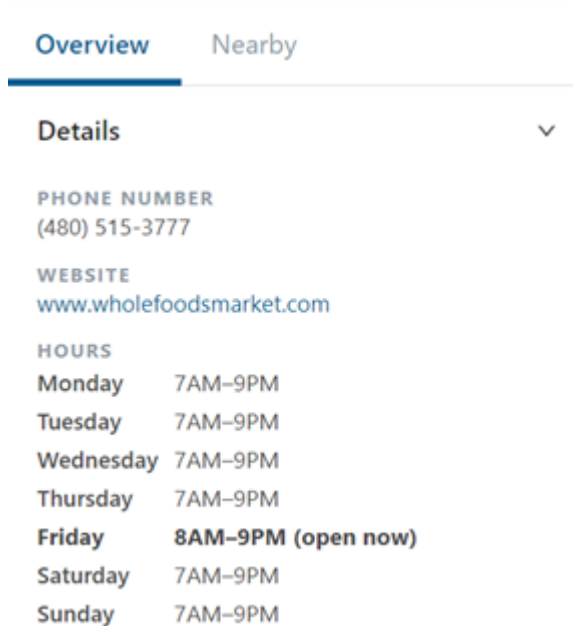 Overview Nearby
Details
PHONE NUMBER
(480) 515-3777
WEBSITE
www.wholefoodsmarket.com
HOURS
Monday 7AM–9PM
Tuesday 7AM–9PM
Wednesday 7AM–9PM
Thursday 7AM–9PM
Friday 8AM–9PM (open now)
Saturday 7AM–9PM
Sunday 7AM–9PM